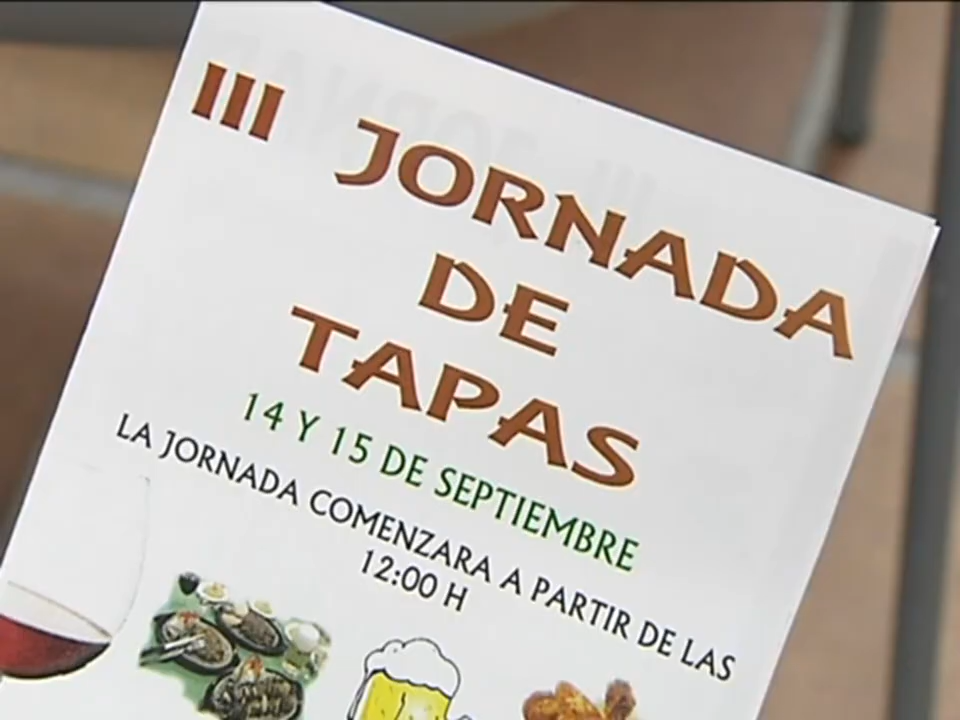 III JORNADA
DE
TAPAS
14 Y 15 DE SEPTIEMBRE
LA JORNADA COMENZARA A PARTIR DE LAS
12:00 H